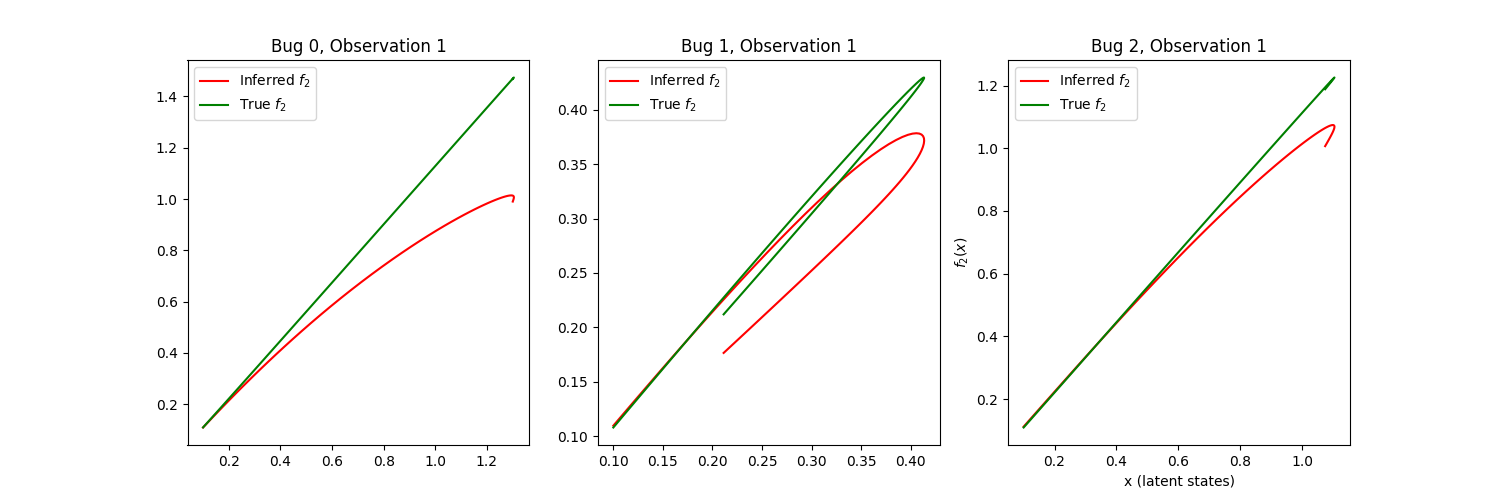 Bug 0, Observation 1
Inferred f₂
True f₂
1.4
1.2
1.0
0.8
0.6
0.4
0.2
0.2 0.4 0.6 0.8 1.0 1.2
Bug 1, Observation 1
Inferred f₂
True f₂
0.40
0.35
0.30
0.25
0.20
0.15
0.10
0.10 0.15 0.20 0.25 0.30 0.35 0.40
Bug 2, Observation 1
Inferred f₂
True f₂
f₂(x)
1.2
1.0
0.8
0.6
0.4
0.2
0.2 0.4 0.6 0.8 1.0
x (latent states)